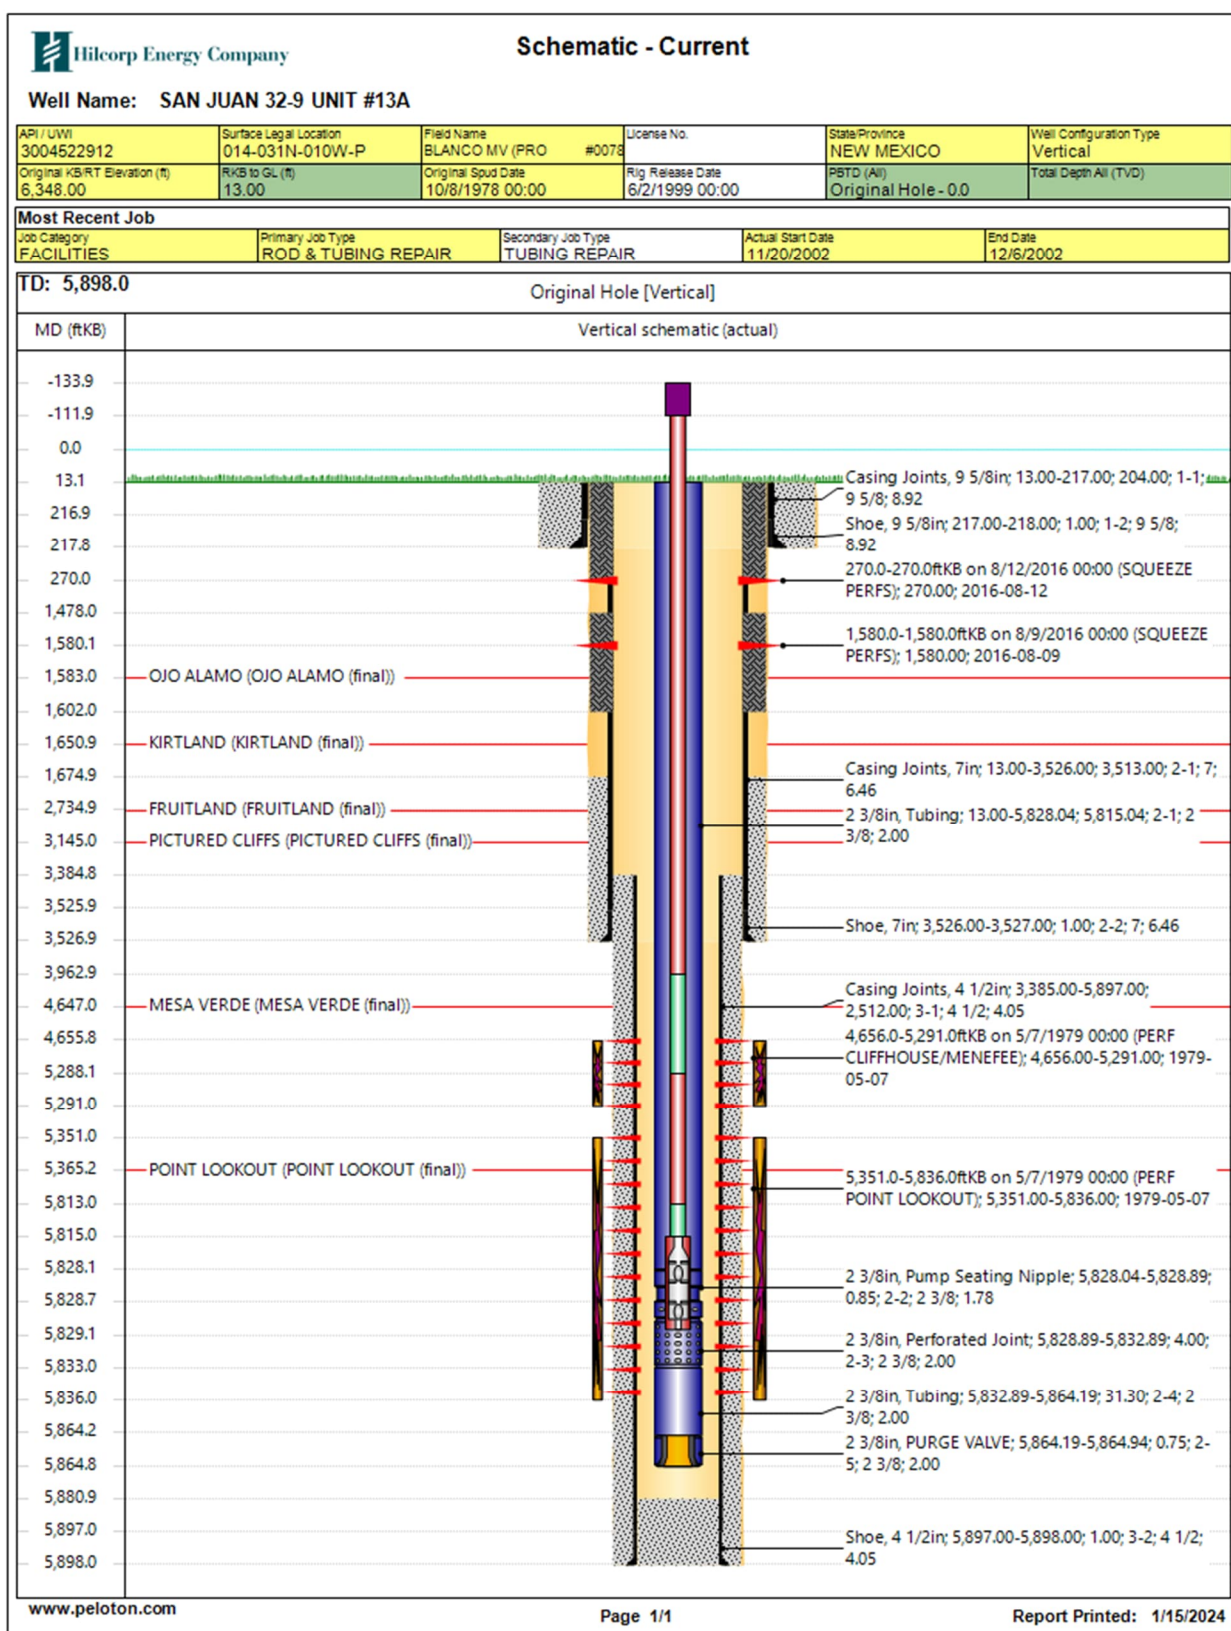 Hilcorp Energy Company
Schematic - Current
Well Name: SAN JUAN 32-9 UNIT #13A
API / UWI
3004522912
Surface Legal Location
014-031N-010W-P
Field Name
BLANCO MV (PRO #0078
License No.
State/Province
NEW MEXICO
Well Configuration Type
Vertical
Original KB/RT Elevation (ft)
6,348.00
RKB to GL (ft)
13.00
Original Spud Date
10/8/1978 00:00
Rig Release Date
6/2/1999 00:00
PBTD (All)
Original Hole - 0.0
Total Depth All (TVD)
Most Recent Job
Job Category
FACILITIES
Primary Job Type
ROD & TUBING REPAIR
Secondary Job Type
TUBING REPAIR
Actual Start Date
11/20/2002
End Date
12/6/2002
TD: 5,898.0
Original Hole [Vertical]
MD (ftKB)
Vertical schematic (actual)
-133.9
-111.9
0.0
13.1
216.9
217.8
270.0
1,478.0
1,580.1
1,583.0
1,602.0
1,650.9
1,674.9
2,734.9
3,145.0
3,384.8
3,525.9
3,526.9
3,962.9
4,647.0
4,655.8
5,288.1
5,291.0
5,351.0
5,365.2
5,813.0
5,815.0
5,828.1
5,828.7
5,829.1
5,833.0
5,836.0
5,864.2
5,864.8
5,880.9
5,897.0
5,898.0
OJO ALAMO (OJO ALAMO (final))
KIRTLAND (KIRTLAND (final))
FRUITLAND (FRUITLAND (final))
PICTURED CLIFFS (PICTURED CLIFFS (final))
MESA VERDE (MESA VERDE (final))
POINT LOOKOUT (POINT LOOKOUT (final))
Casing Joints, 9 5/8in; 13.00-217.00; 204.00; 1-1;
9 5/8; 8.92
Shoe, 9 5/8in; 217.00-218.00; 1.00; 1-2; 9 5/8;
8.92
270.0-270.0ftKB on 8/12/2016 00:00 (SQUEEZE
PERFS); 270.00; 2016-08-12
1,580.0-1,580.0ftKB on 8/9/2016 00:00 (SQUEEZE
PERFS); 1,580.00; 2016-08-09
Casing Joints, 7in; 13.00-3,526.00; 3,513.00; 2-1; 7;
6.46
2 3/8in, Tubing; 13.00-5,828.04; 5,815.04; 2-1; 2
3/8; 2.00
Shoe, 7in; 3,526.00-3,527.00; 1.00; 2-2; 7; 6.46
Casing Joints, 4 1/2in; 3,385.00-5,897.00;
2,512.00; 3-1; 4 1/2; 4.05
4,656.0-5,291.0ftKB on 5/7/1979 00:00 (PERF
CLIFFHOUSE/MENEFEE); 4,656.00-5,291.00; 1979-
05-07
5,351.0-5,836.0ftKB on 5/7/1979 00:00 (PERF
POINT LOOKOUT); 5,351.00-5,836.00; 1979-05-07
2 3/8in, Pump Seating Nipple; 5,828.04-5,828.89;
0.85; 2-2; 2 3/8; 1.78
2 3/8in, Perforated Joint; 5,828.89-5,832.89; 4.00;
2-3; 2 3/8; 2.00
2 3/8in, Tubing; 5,832.89-5,864.19; 31.30; 2-4; 2
3/8; 2.00
2 3/8in, PURGE VALVE; 5,864.19-5,864.94; 0.75; 2-
5; 2 3/8; 2.00
Shoe, 4 1/2in; 5,897.00-5,898.00; 1.00; 3-2; 4 1/2;
4.05
www.peloton.com
Page 1/1
Report Printed: 1/15/2024